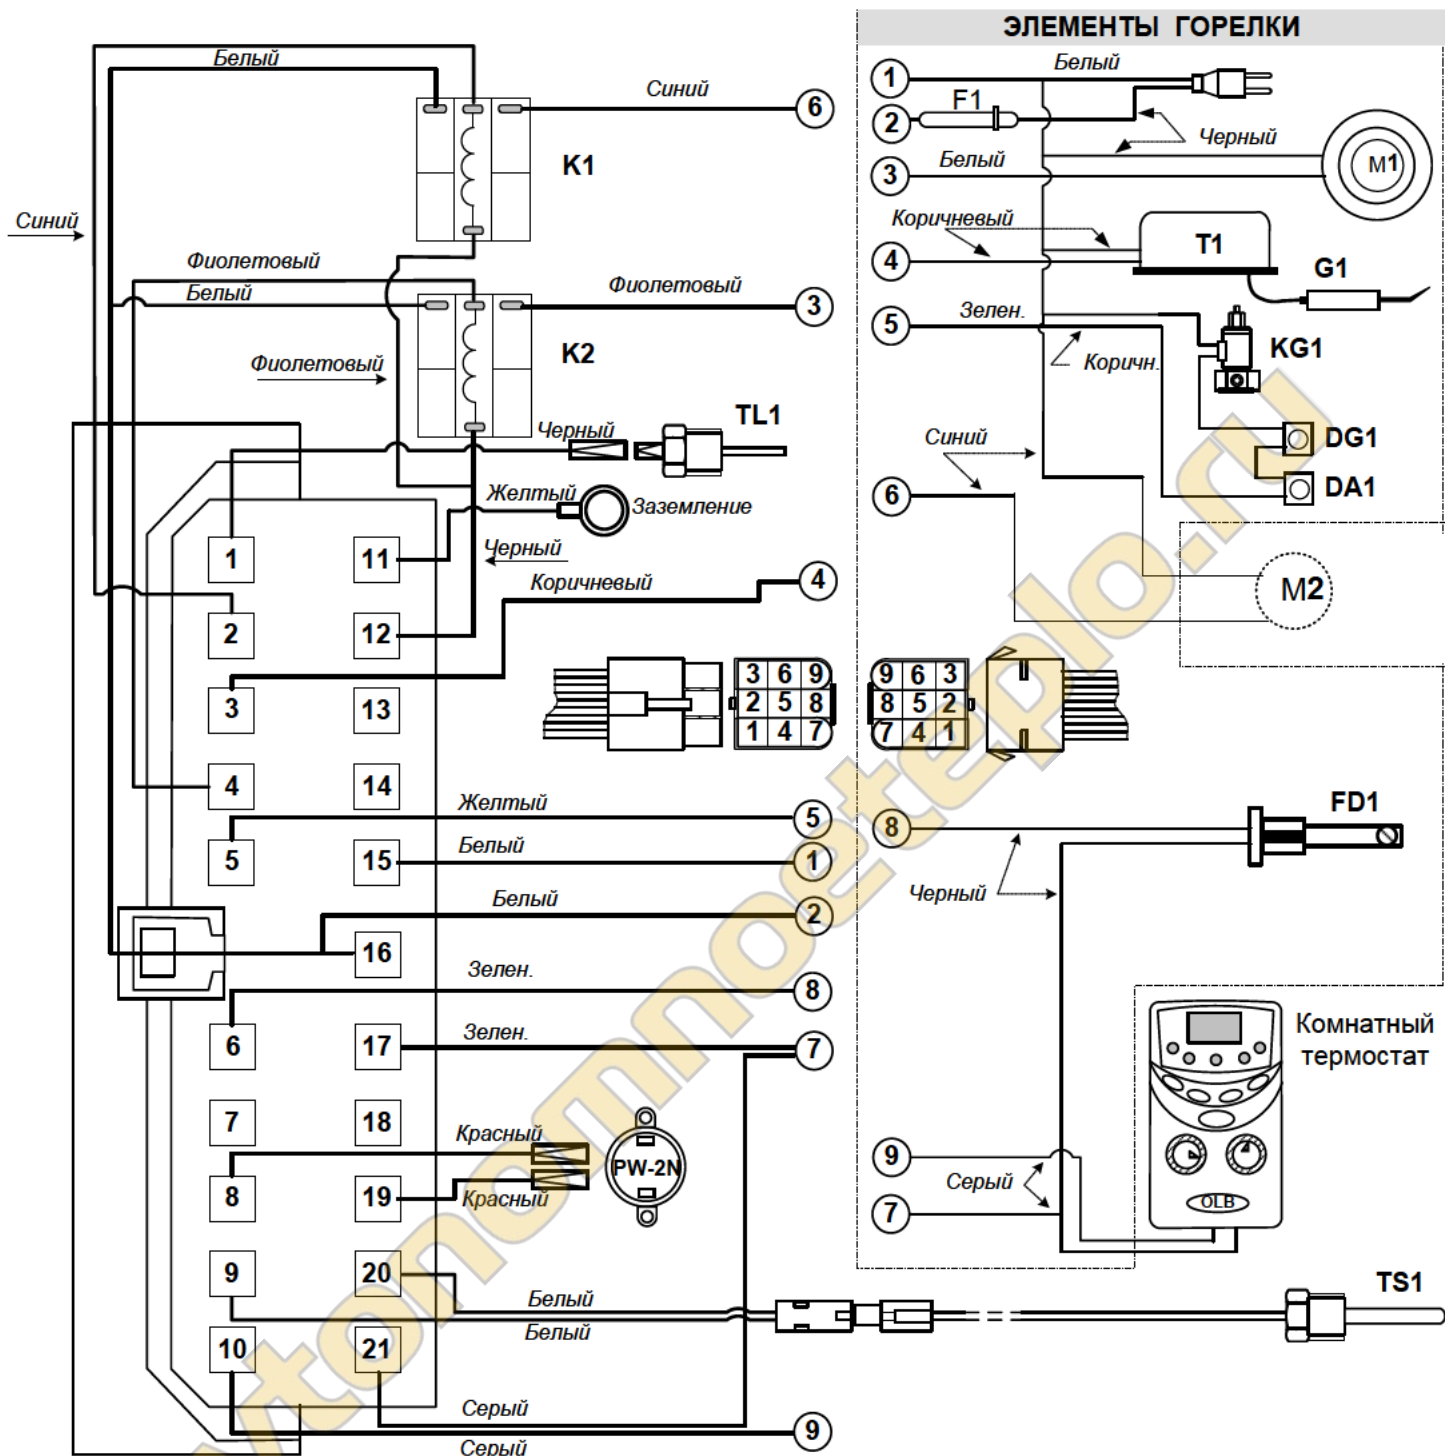 ЭЛЕМЕНТЫ ГОРЕЛКИ
Белый
Синий
6
K1
Синий
Фиолетовый
Белый
Фиолетовый
3
K2
Фиолетовый
TL1
Черный
Желтый
Заземление
Черный
Коричневый
4
1
2
3
4
5
6
7
8
9
10
11
12
13
14
15
16
17
18
19
20
21
3 6 9
2 5 8
1 4 7
9 6 3
8 5 2
7 4 1
Желтый
5
Белый
1
Белый
2
Зелен.
8
Зелен.
7
Красный
Красный
PW-2N
Белый
Белый
TS1
Серый
Серый
9
1
Белый
2
F1
Черный
3
Белый
M1
Коричневый
4
T1
G1
5
Зелен.
Коричн.
KG1
DG1
DA1
Синий
6
M2
8
FD1
Черный
Комнатный
термостат
9
Серый
7
OLB
vtonomnoeteplo.ru